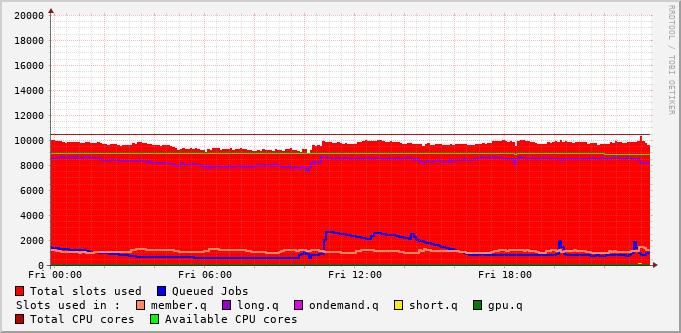 20000
18000
16000
14000
12000
10000
8000
6000
4000
2000
0
Fri 00:00 Fri 06:00 Fri 12:00 Fri 18:00
Total slots used Queued Jobs
Slots used in : member.q long.q ondemand.q short.q gpu.q
Total CPU cores Available CPU cores
RRDTOOL / TOBI OETIKER